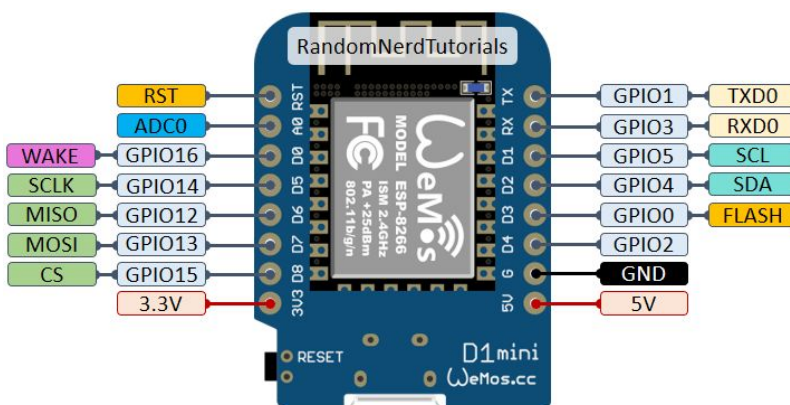 RandomNerdTutorials
RST
ADC0
WAKE GPIO16
SCLK GPIO14
MISO GPIO12
MOSI GPIO13
CS GPIO15
3.3V
RST
A0
D0
D5
D6
D7
D8
3V3
WeMos
MODEL ESP-8266
ISM 2.4GHz
PA +25dBm
802.11b/g/n
FC
TX
RX
D1
D2
D3
D4
G
5V
GPIO1 TXD0
GPIO3 RXD0
GPIO5 SCL
GPIO4 SDA
GPIO0 FLASH
GPIO2
GND
5V
RESET
D1mini
WeMos.cc